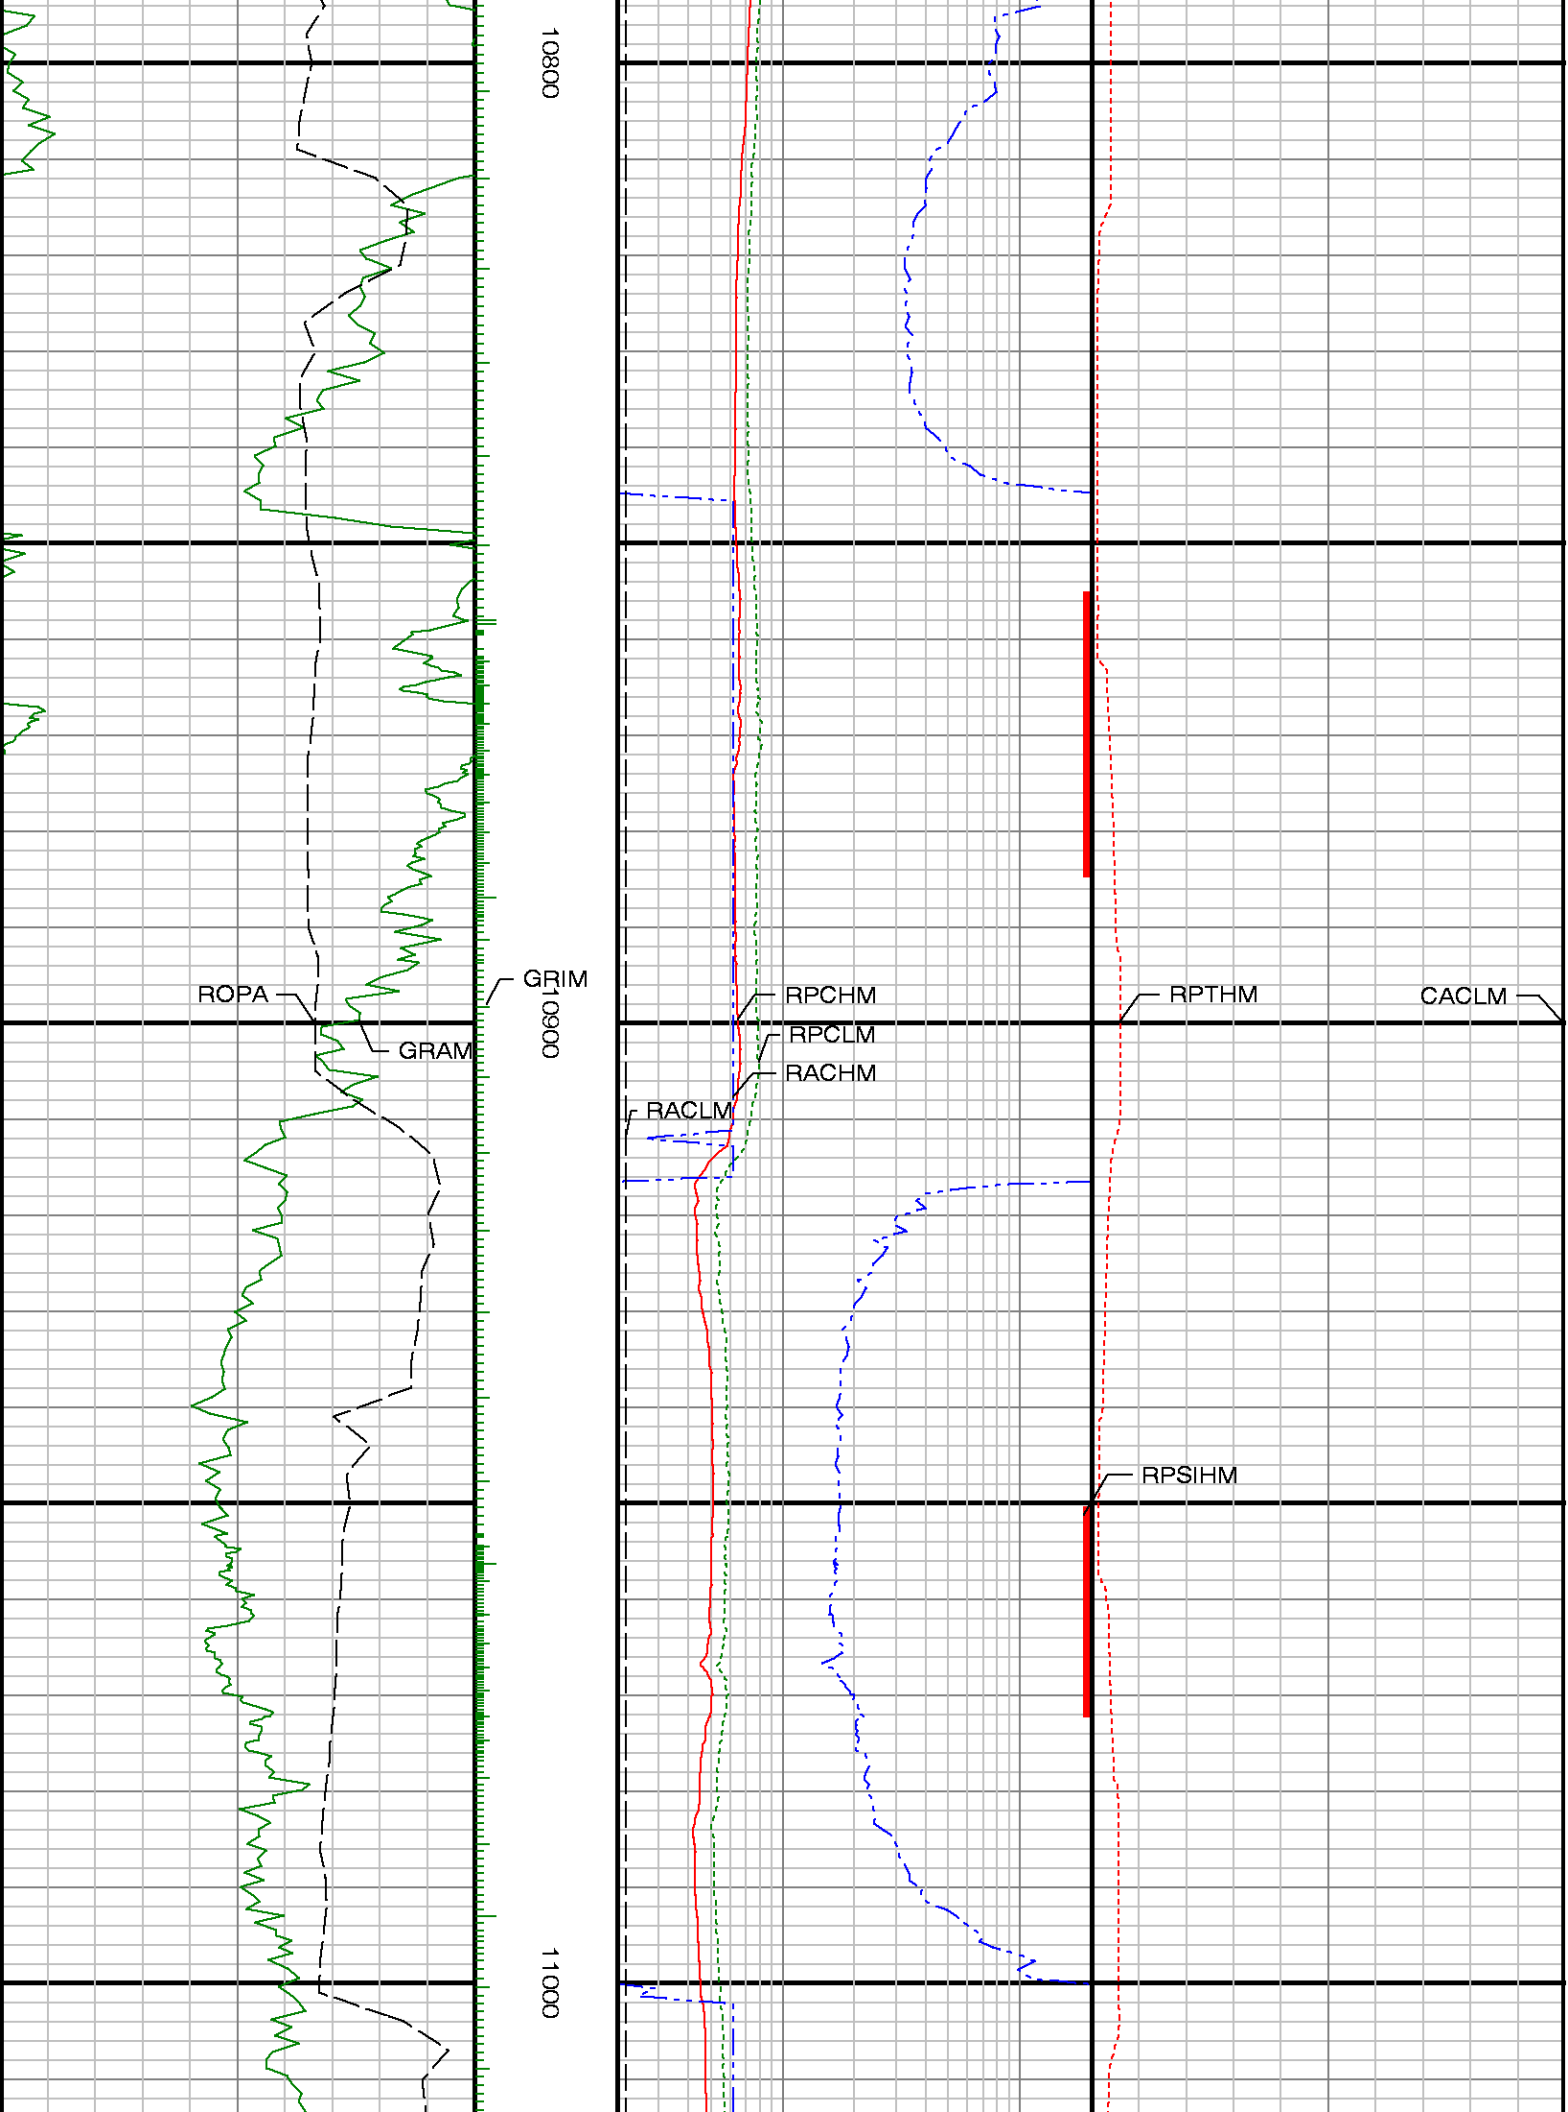 10800
GRIM
ROPA
10900
RPCHM
RPTHM
CACLM
RPCLM
GRAM
RACHM
RACLM
RPSIHM
11000